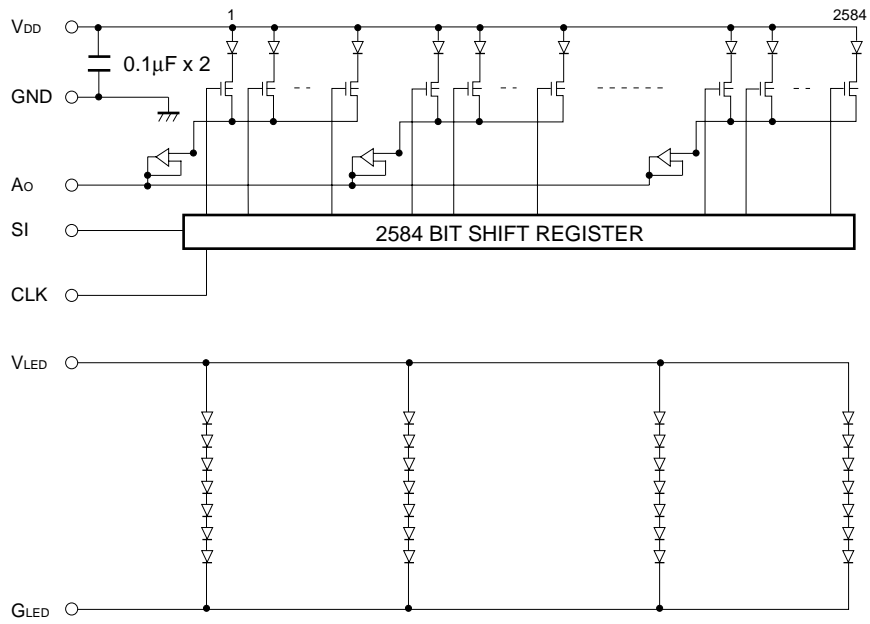 1 2584
VDD
0.1µF x 2
GND
AO
SI
2584 BIT SHIFT REGISTER
CLK
VLED
GLED